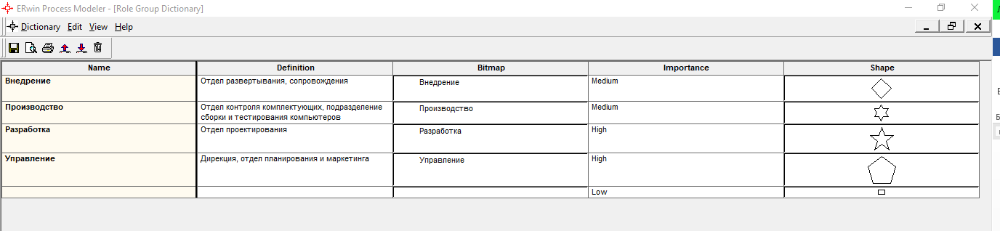 ERwin Process Modeler - [Role Group Dictionary]
Dictionary Edit View Help
Name Definition Bitmap Importance Shape
Внедрение Отдел развертывания, сопровождения Внедрение Medium
Производство Отдел контроля комплектующих, подразделение Производство Medium
сборки и тестирования компьютеров
Разработка Отдел проектирования Разработка High
Управление Дирекция, отдел планирования и маркетинга Управление High
Low